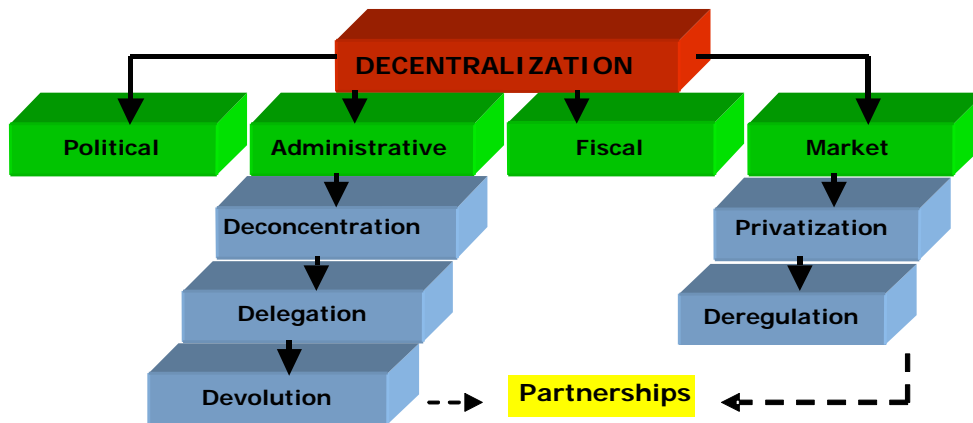 DECENTRALIZATION
Political
Administrative
Fiscal
Market
Deconcentration
Privatization
Delegation
Deregulation
Devolution
Partnerships